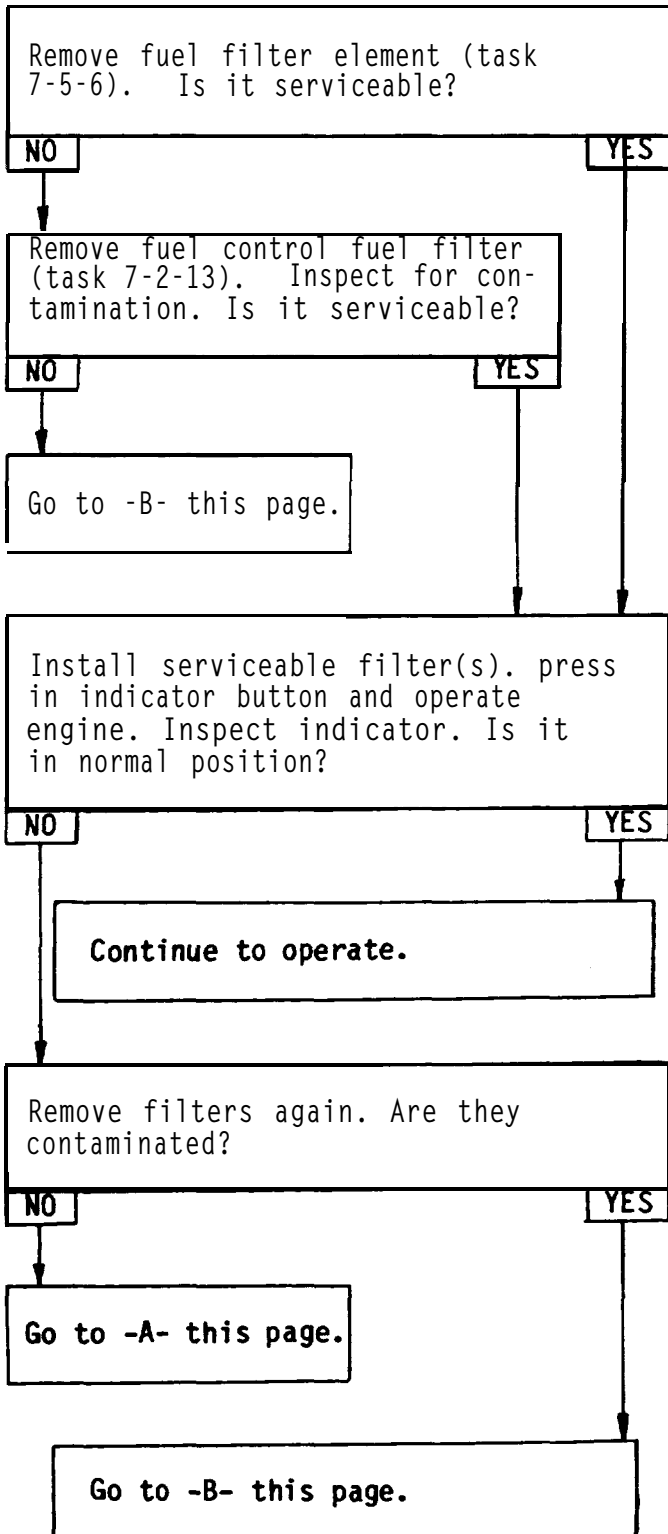 Remove fuel filter element (task
7-5-6). Is it serviceable?
NO YES
Remove fuel control fuel filter
(task 7-2-13). Inspect for con-
tamination. Is it serviceable?
NO YES
Go to -B- this page.
Install serviceable filter(s). press
in indicator button and operate
engine. Inspect indicator. Is it
in normal position?
NO YES
Continue to operate.
Remove filters again. Are they
contaminated?
NO YES
Go to -A- this page.
Go to -B- this page.